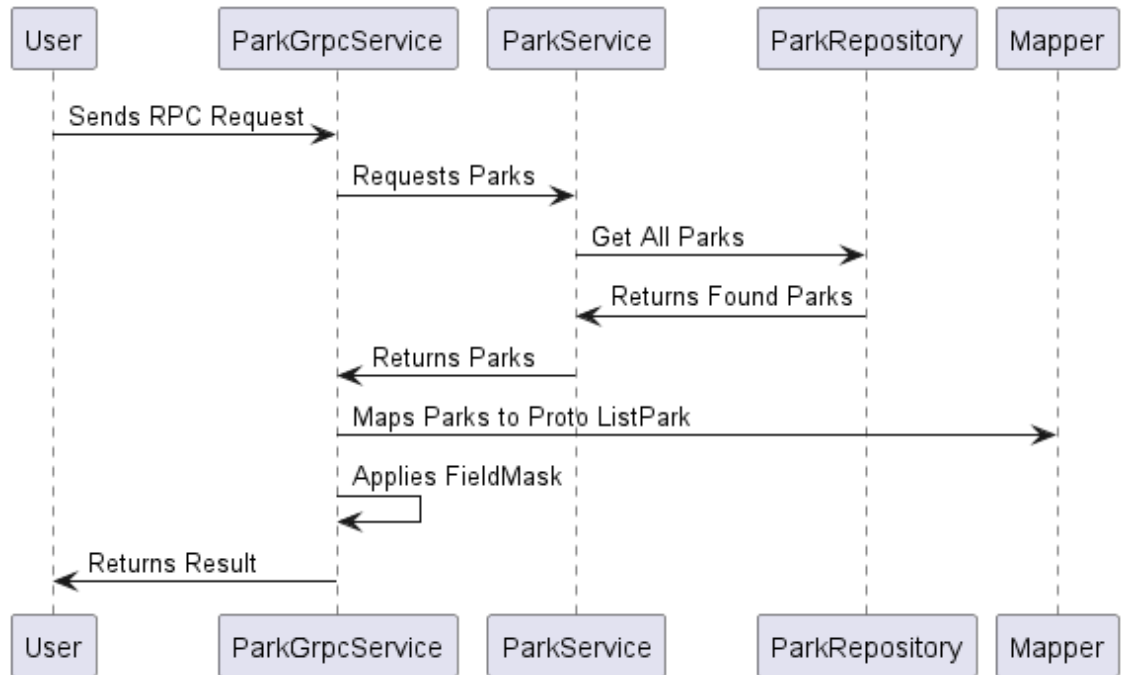 User
ParkGrpcService
ParkService
ParkRepository
Mapper
Sends RPC Request
Requests Parks
Get All Parks
Returns Found Parks
Returns Parks
Maps Parks to Proto ListPark
Applies FieldMask
Returns Result
User
ParkGrpcService
ParkService
ParkRepository
Mapper